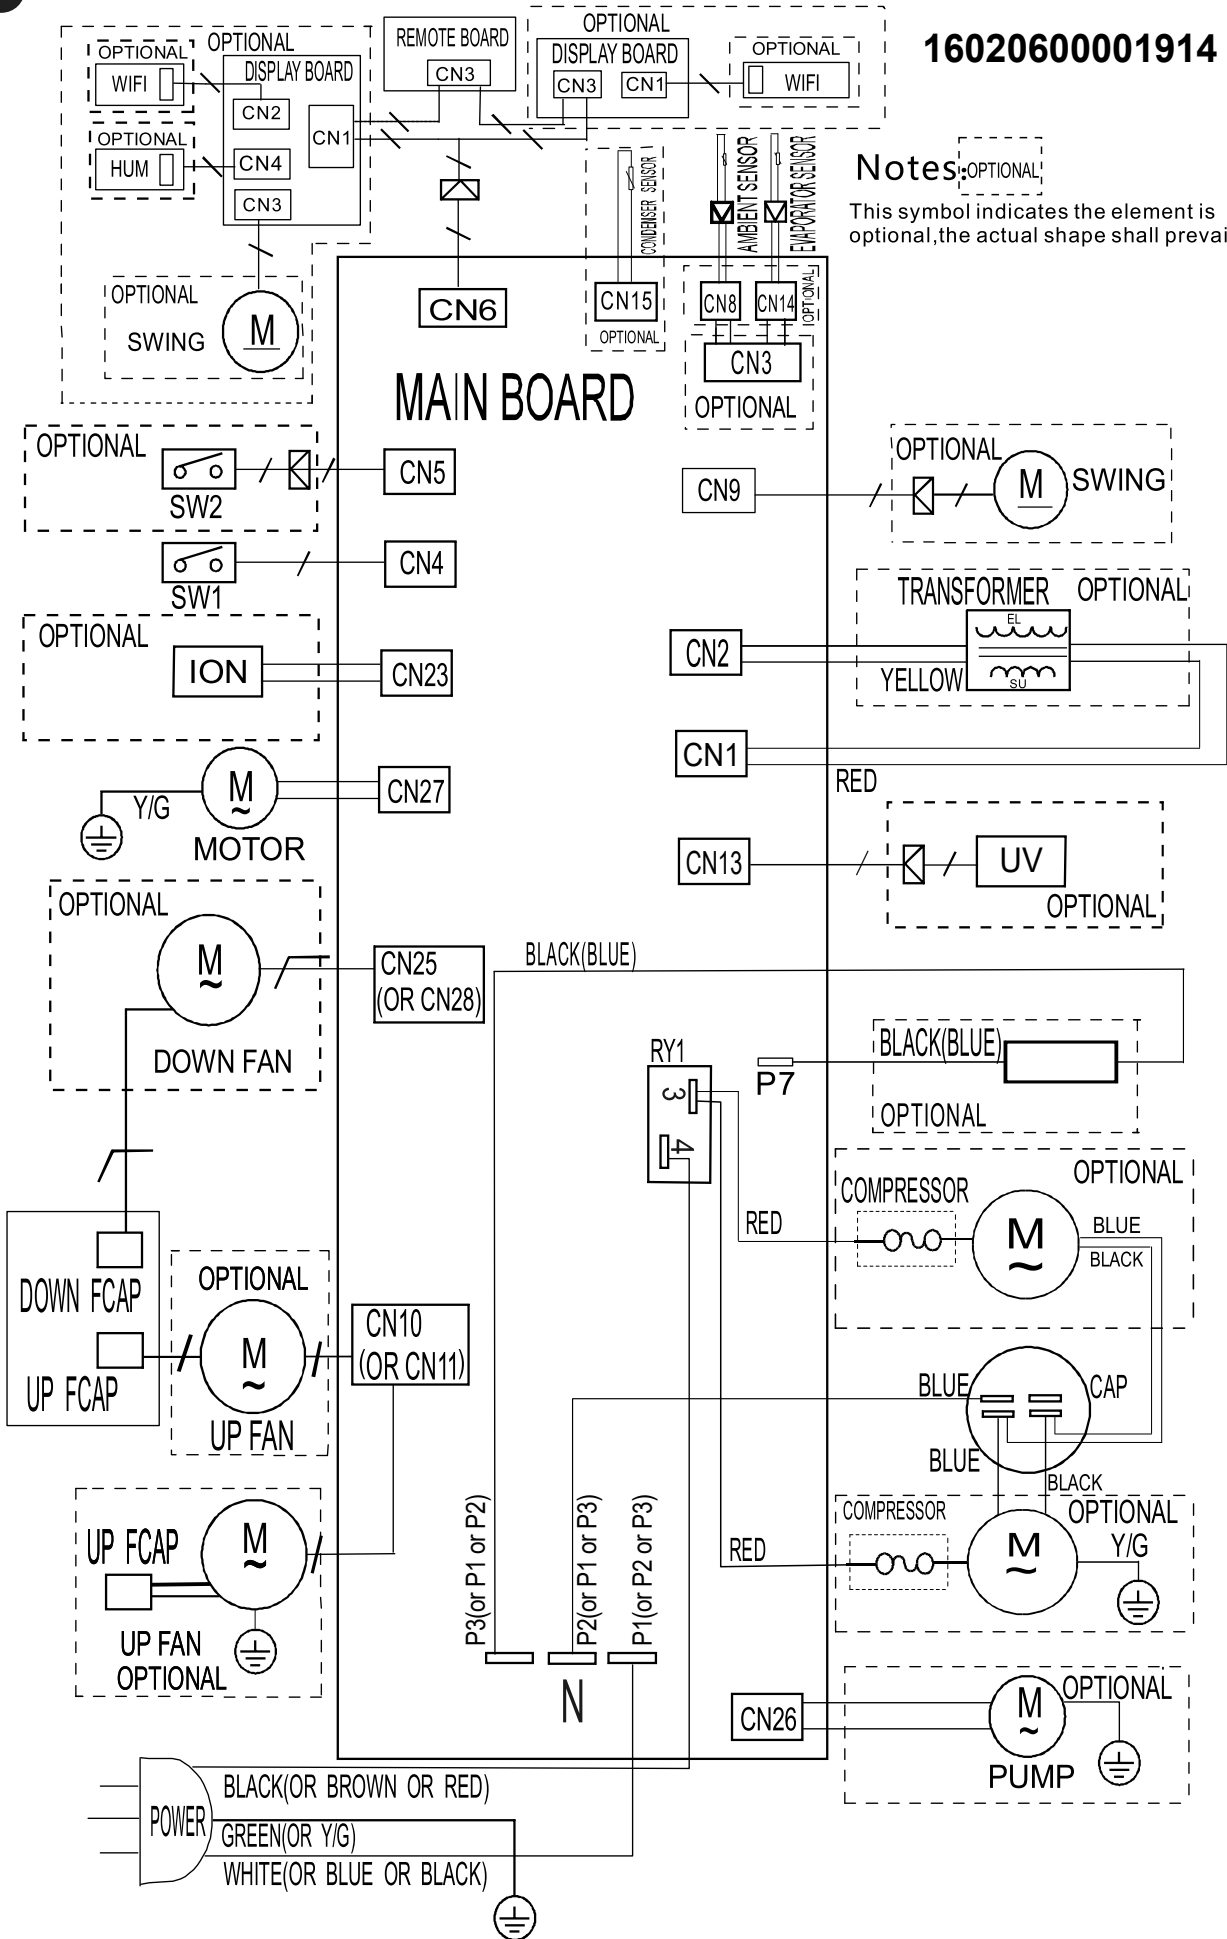 16020600001914
OPTIONAL
OPTIONAL
WIFI
DISPLAY BOARD
CN2
OPTIONAL
HUM
CN4
CN3
CN1
OPTIONAL
SWING
M
REMOTE BOARD
CN3
OPTIONAL
DISPLAY BOARD
CN3
CN1
OPTIONAL
WIFI
Notes:
OPTIONAL
This symbol indicates the element is
optional,the actual shape shall prevai
CONDENSER SENSOR
AMBIENT SENSOR
EVAPORATOR SENSOR
CN6
CN15
OPTIONAL
CN8
CN14
OPTIONAL
CN3
OPTIONAL
MAIN BOARD
OPTIONAL
SW2
CN5
SW1
CN4
OPTIONAL
ION
CN23
M
~
Y/G
MOTOR
CN27
OPTIONAL
M
~
DOWN FAN
CN25
(OR CN28)
CN9
OPTIONAL
M
SWING
TRANSFORMER
OPTIONAL
EL
SU
YELLOW
CN2
CN1
RED
CN13
UV
OPTIONAL
BLACK(BLUE)
RY1
3
4
P7
BLACK(BLUE)
OPTIONAL
OPTIONAL
COMPRESSOR
RED
M
~
BLUE
BLACK
DOWN FCAP
UP FCAP
OPTIONAL
M
~
UP FAN
CN10
(OR CN11)
BLUE
CAP
BLUE
BLACK
COMPRESSOR
OPTIONAL
RED
M
~
Y/G
UP FCAP
M
~
UP FAN
OPTIONAL
P3(or P1 or P2)
P2(or P1 or P3)
P1(or P2 or P3)
N
CN26
M
~
OPTIONAL
PUMP
POWER
BLACK(OR BROWN OR RED)
GREEN(OR Y/G)
WHITE(OR BLUE OR BLACK)